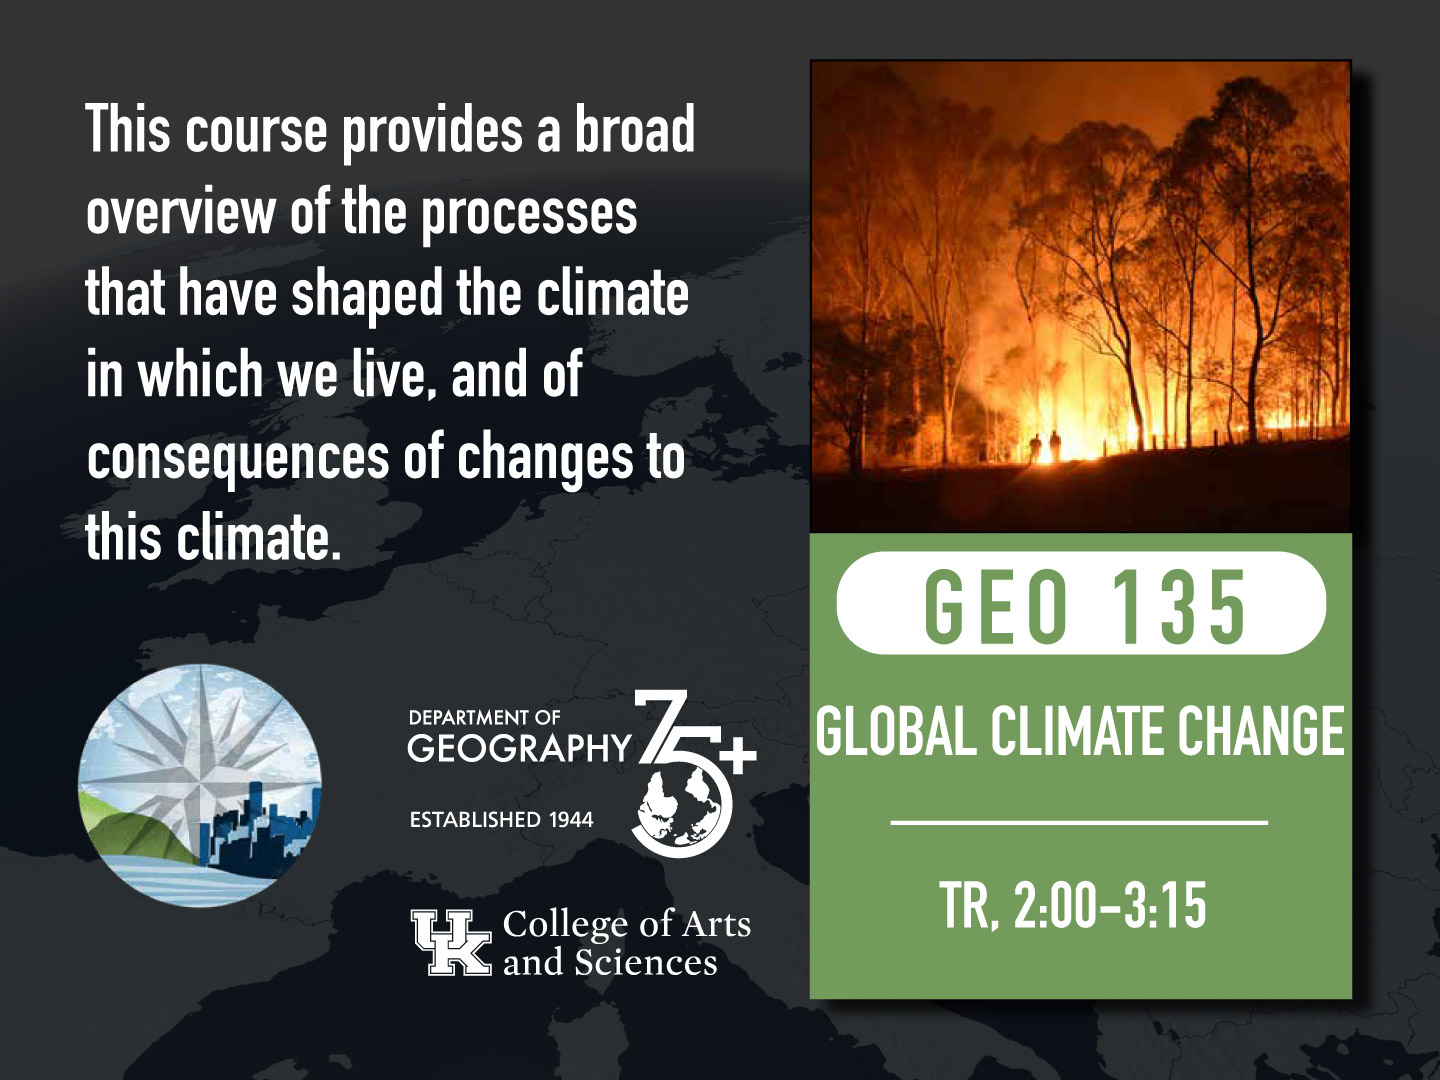 This course provides a broad
overview of the processes
that have shaped the climate
in which we live, and of
consequences of changes to
this climate.
DEPARTMENT OF
GEOGRAPHY
75+
ESTABLISHED 1944
UK College of Arts
and Sciences
GEO 135
GLOBAL CLIMATE CHANGE
TR, 2:00-3:15